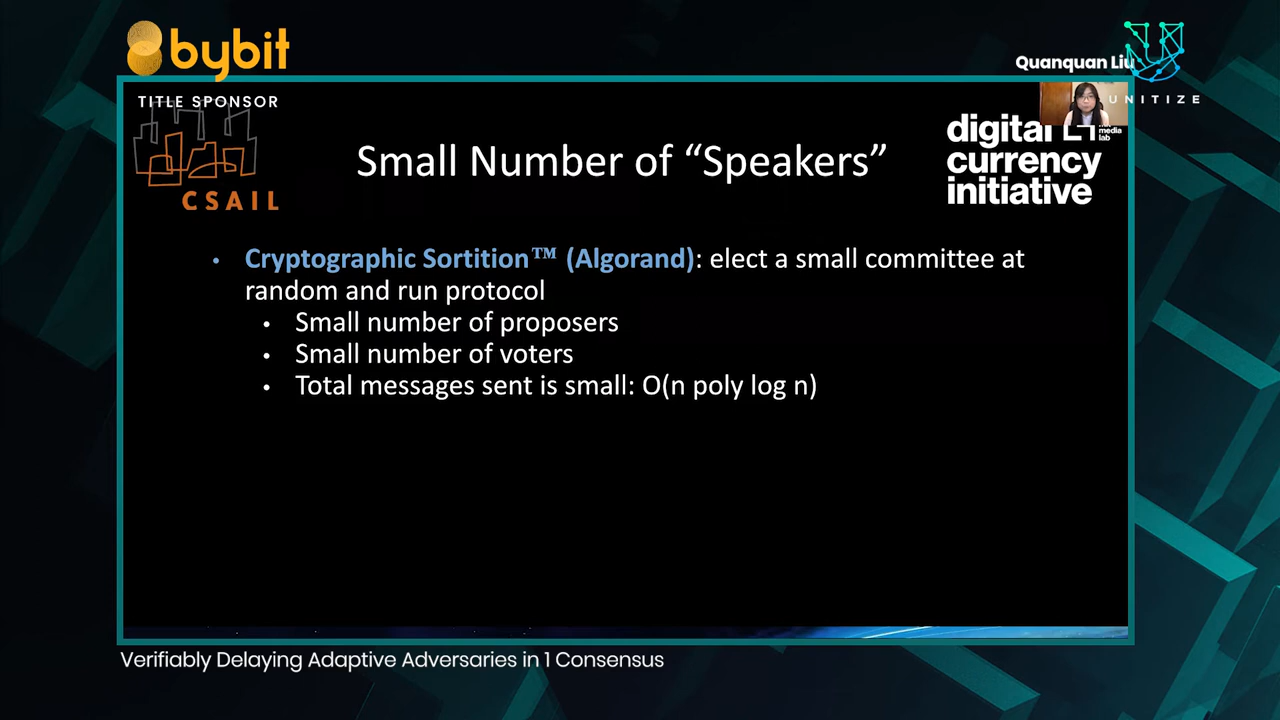 bybit
Quanquan Liu
TITLE SPONSOR
UNITIZE
CSAIL
Small Number of “Speakers”
digital
media
lab
currency
initiative
• Cryptographic Sortition™ (Algorand): elect a small committee at
random and run protocol
• Small number of proposers
• Small number of voters
• Total messages sent is small: O(n poly log n)
Verifiably Delaying Adaptive Adversaries in 1 Consensus